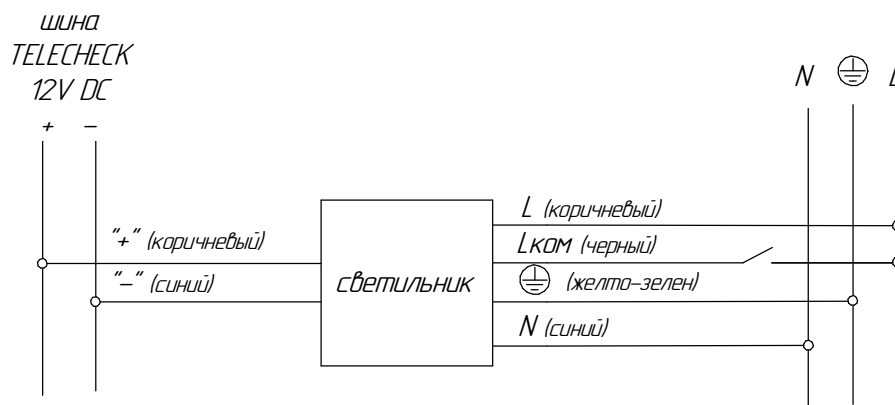 шина
TELECHECK
12V DC
+ −
N L
"+" (коричневый)
"−" (синий)
светильник
L (коричневый)
Lком (черный)
(желто-зелен)
N (синий)